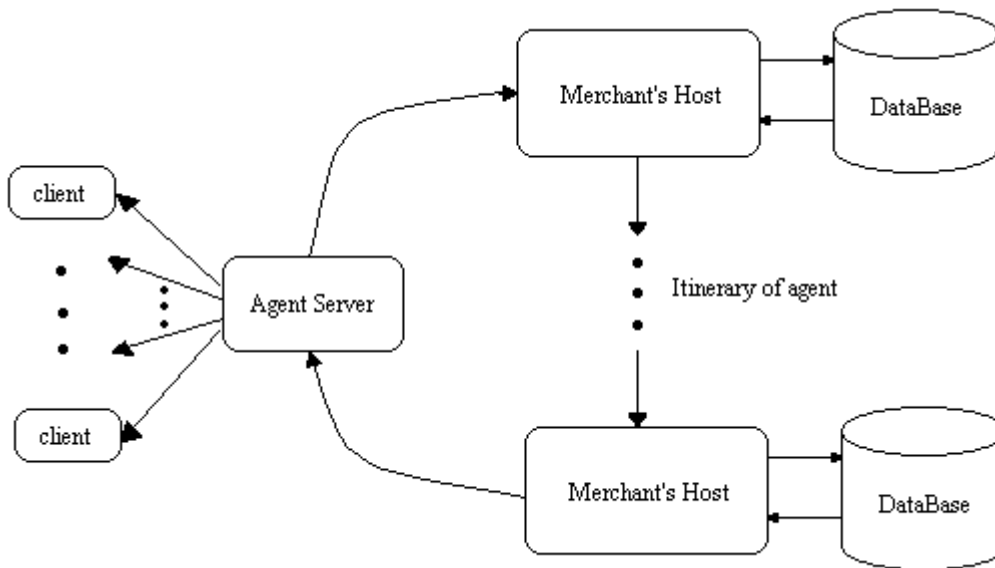 Merchant's Host
DataBase
client
Agent Server
Itinerary of agent
client
Merchant's Host
DataBase